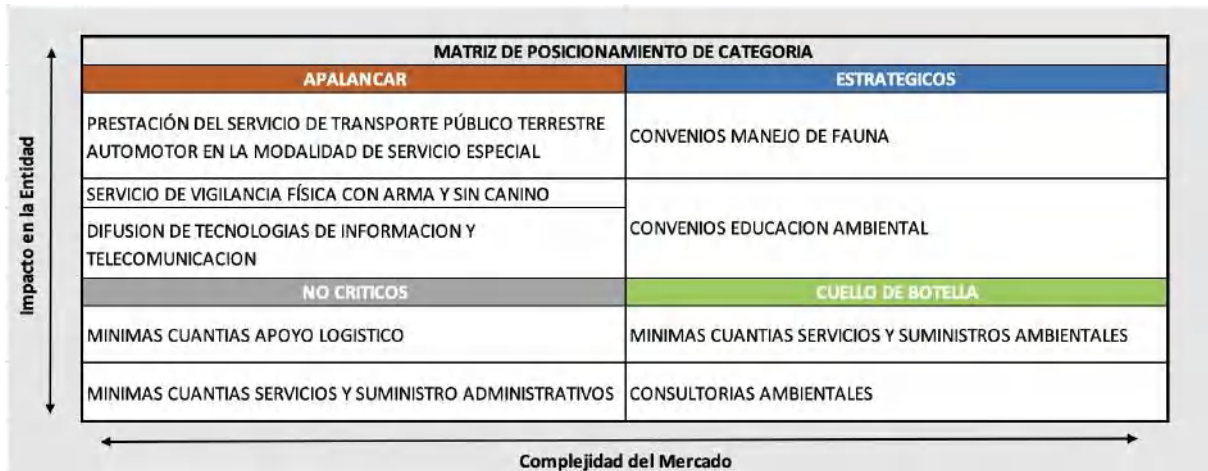 MATRIZ DE POSICIONAMIENTO DE CATEGORIA
APALANCAR
ESTRATEGICOS
PRESTACIÓN DEL SERVICIO DE TRANSPORTE PÚBLICO TERRESTRE
AUTOMOTOR EN LA MODALIDAD DE SERVICIO ESPECIAL
CONVENIOS MANEJO DE FAUNA
SERVICIO DE VIGILANCIA FÍSICA CON ARMA Y SIN CANINO
DIFUSION DE TECNOLOGÍAS DE INFORMACION Y
TELECOMUNICACION
CONVENIOS EDUCACION AMBIENTAL
NO CRITICOS
CUELLO DE BOTELLA
MINIMAS CUANTIAS APOYO LOGISTICO
MINIMAS CUANTIAS SERVICIOS Y SUMINISTROS AMBIENTALES
MINIMAS CUANTIAS SERVICIOS Y SUMINISTRO ADMINISTRATIVOS
CONSULTORIAS AMBIENTALES
Impacto en la Entidad
Complejidad del Mercado